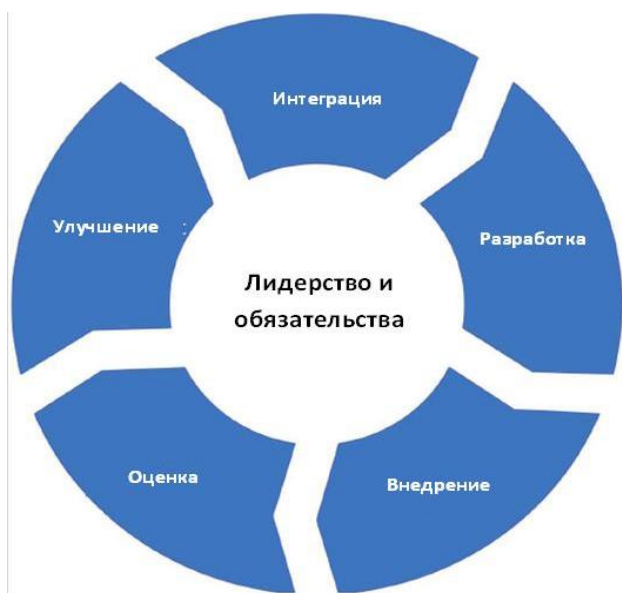 Интеграция
Разработка
Улучшение :
Лидерство и
обязательства
Оценка
Внедрение